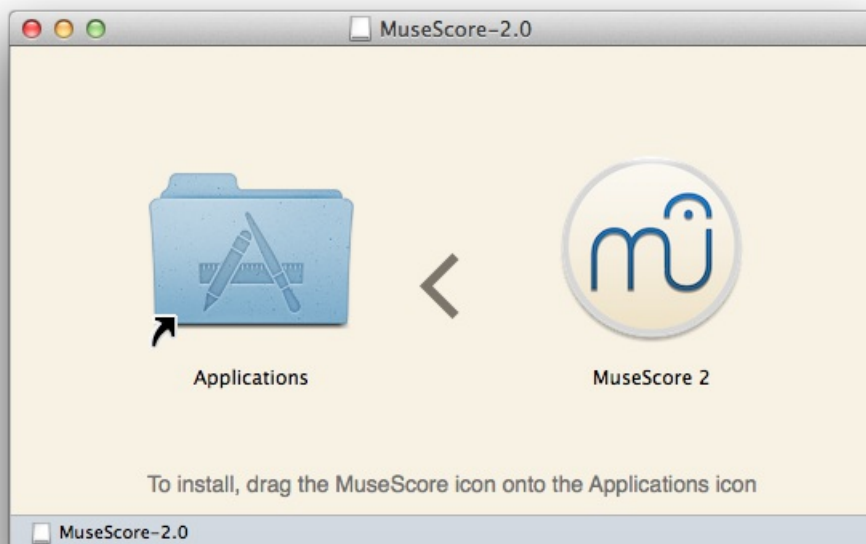 MuseScore-2.0
Applications
MuseScore 2
To install, drag the MuseScore icon onto the Applications icon
MuseScore-2.0